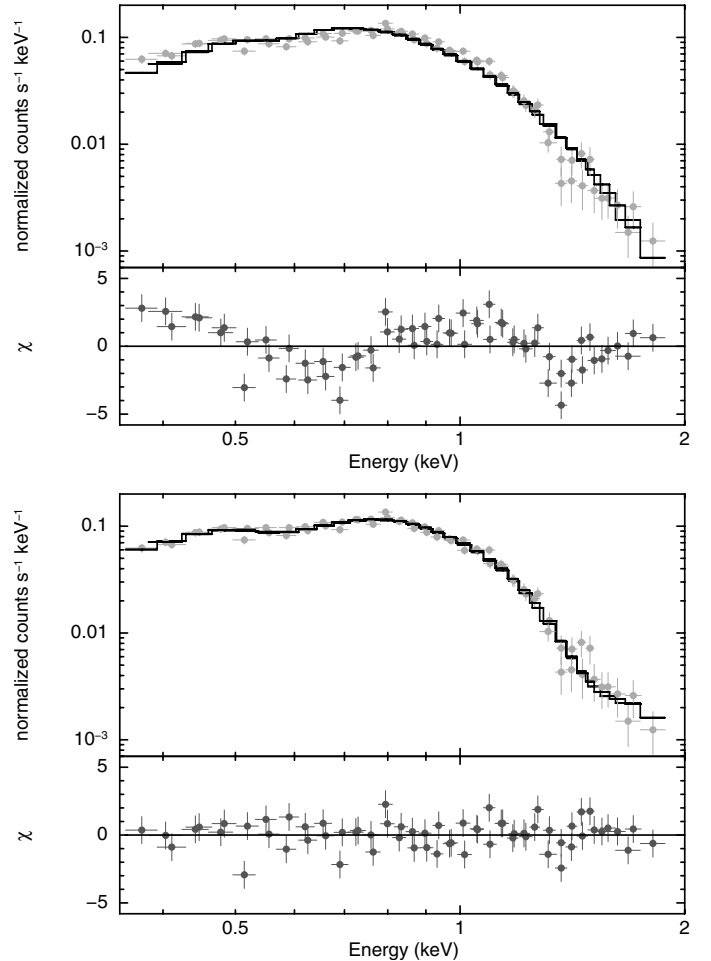 normalized counts s⁻¹ keV⁻¹
0.1
0.01
10⁻³
χ
5
0
−5
0.5 1 2
Energy (keV)
normalized counts s⁻¹ keV⁻¹
0.1
0.01
10⁻³
χ
5
0
−5
0.5 1 2
Energy (keV)